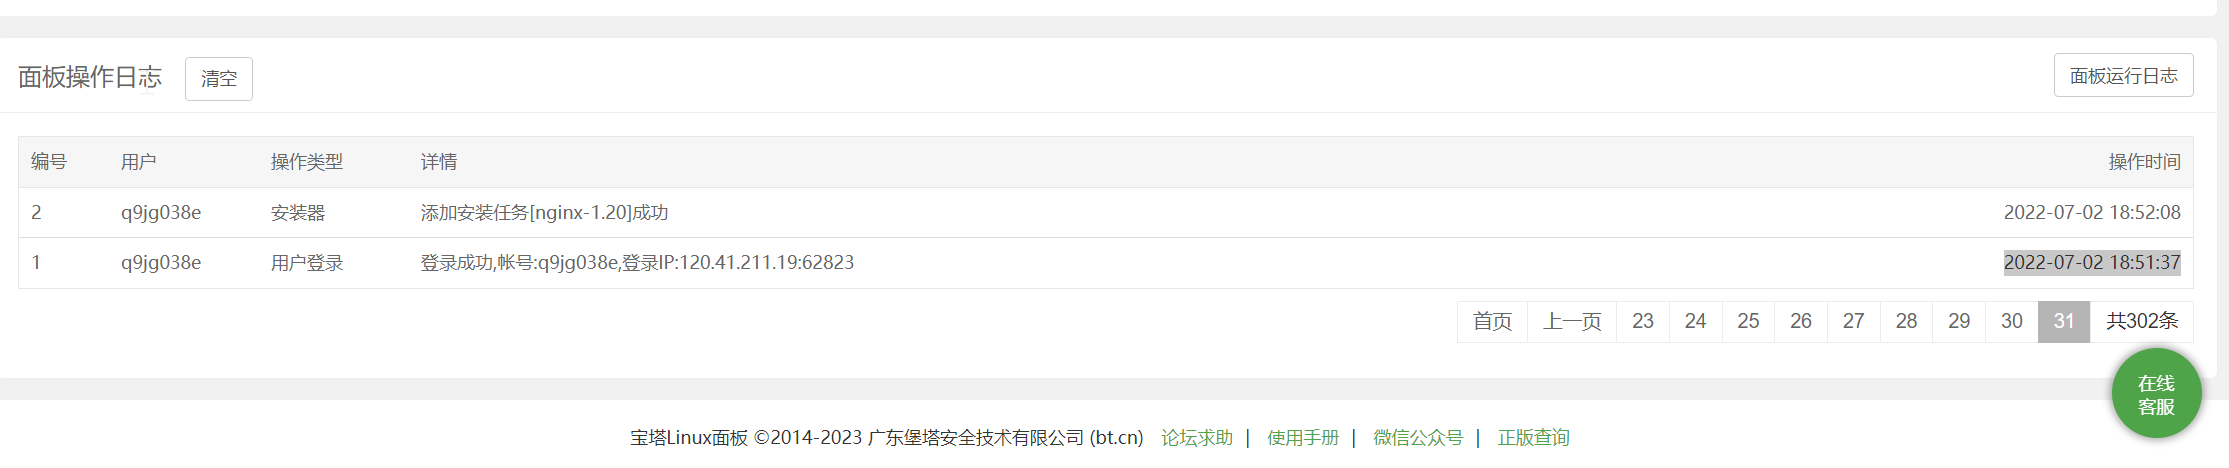 面板操作日志 清空 面板运行日志
编号 用户 操作类型 详情 操作时间
2 q9jg038e 安装器 添加安装任务[nginx-1.20]成功 2022-07-02 18:52:08
1 q9jg038e 用户登录 登录成功,帐号:q9jg038e,登录IP:120.41.211.19:62823 2022-07-02 18:51:37
首页 上一页 23 24 25 26 27 28 29 30 31 共302条
在线
客服
宝塔Linux面板 ©2014-2023 广东堡塔安全技术有限公司 (bt.cn) 论坛求助 | 使用手册 | 微信公众号 | 正版查询